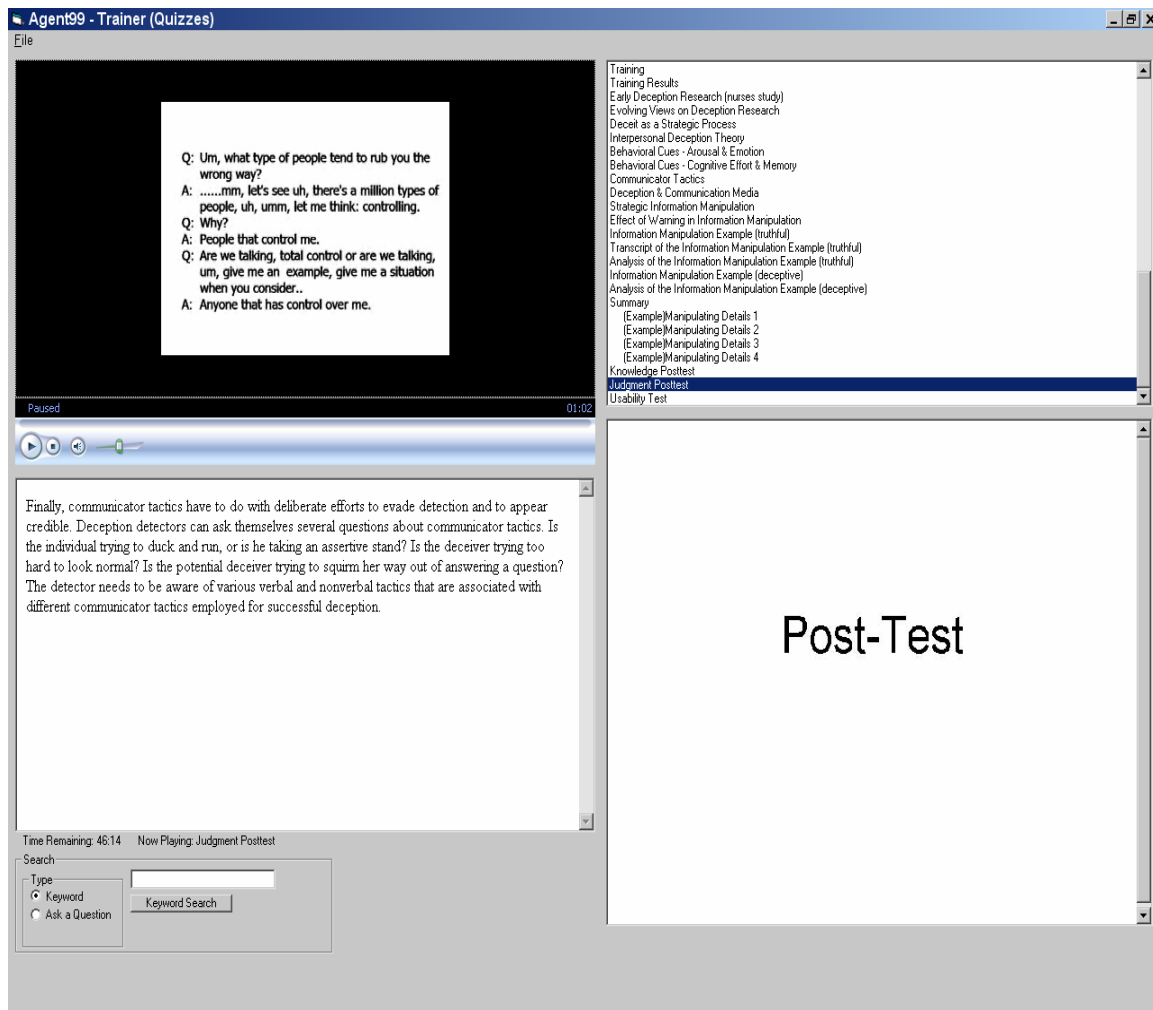 Agent99 - Trainer (Quizzes)
File
Q: Um, what type of people tend to rub you the
wrong way?
A: ......mm, let's see uh, there's a million types of
people, uh, umm, let me think: controlling.
Q: Why?
A: People that control me.
Q: Are we talking, total control or are we talking,
um, give me an example, give me a situation
when you consider..
A: Anyone that has control over me.
Paused 01:02
Finally, communicator tactics have to do with deliberate efforts to evade detection and to appear
credible. Deception detectors can ask themselves several questions about communicator tactics. Is
the individual trying to duck and run, or is he taking an assertive stand? Is the deceiver trying too
hard to look normal? Is the potential deceiver trying to squirm her way out of answering a question?
The detector needs to be aware of various verbal and nonverbal tactics that are associated with
different communicator tactics employed for successful deception.
Time Remaining: 46:14 Now Playing: Judgment Posttest
Search
Type
Keyword
Ask a Question
Keyword Search
Training
Training Results
Early Deception Research (nurses study)
Evolving Views on Deception Research
Deceit as a Strategic Process
Interpersonal Deception Theory
Behavioral Cues - Arousal & Emotion
Behavioral Cues - Cognitive Effort & Memory
Communicator Tactics
Deception & Communication Media
Strategic Information Manipulation
Effect of Warning in Information Manipulation
Information Manipulation Example (truthful)
Transcript of the Information Manipulation Example (truthful)
Analysis of the Information Manipulation Example (truthful)
Information Manipulation Example (deceptive)
Analysis of the Information Manipulation Example (deceptive)
Summary
(Example)Manipulating Details 1
(Example)Manipulating Details 2
(Example)Manipulating Details 3
(Example)Manipulating Details 4
Knowledge Posttest
Judgment Posttest
Usability Test
Post-Test